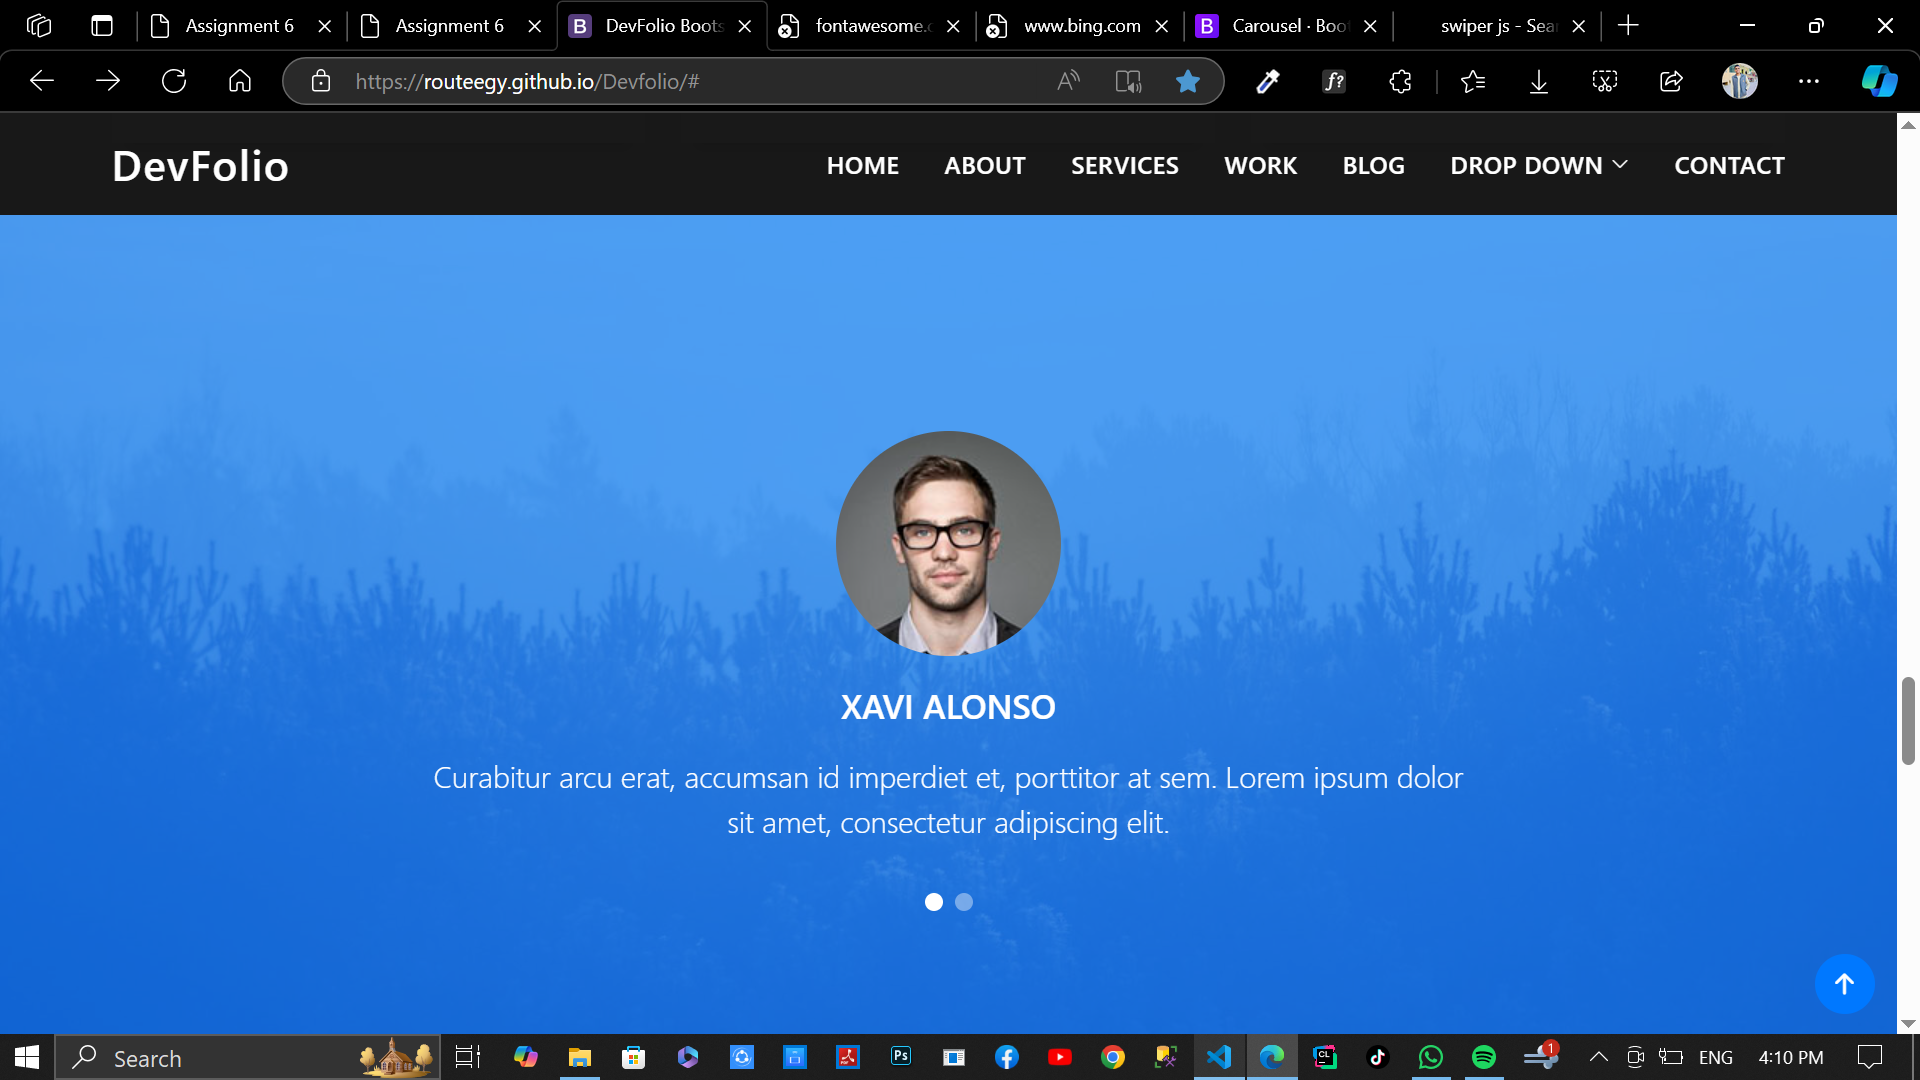 Assignment 6
Assignment 6
DevFolio Boots
fontawesome.c
www.bing.com
Carousel · Boot
swiper js - Sear
https://routeegy.github.io/Devfolio/#
f?
DevFolio
HOME
ABOUT
SERVICES
WORK
BLOG
DROP DOWN
CONTACT
XAVI ALONSO
Curabitur arcu erat, accumsan id imperdiet et, porttitor at sem. Lorem ipsum dolor
sit amet, consectetur adipiscing elit.
Search
Ps
CL
1
ENG
4:10 PM